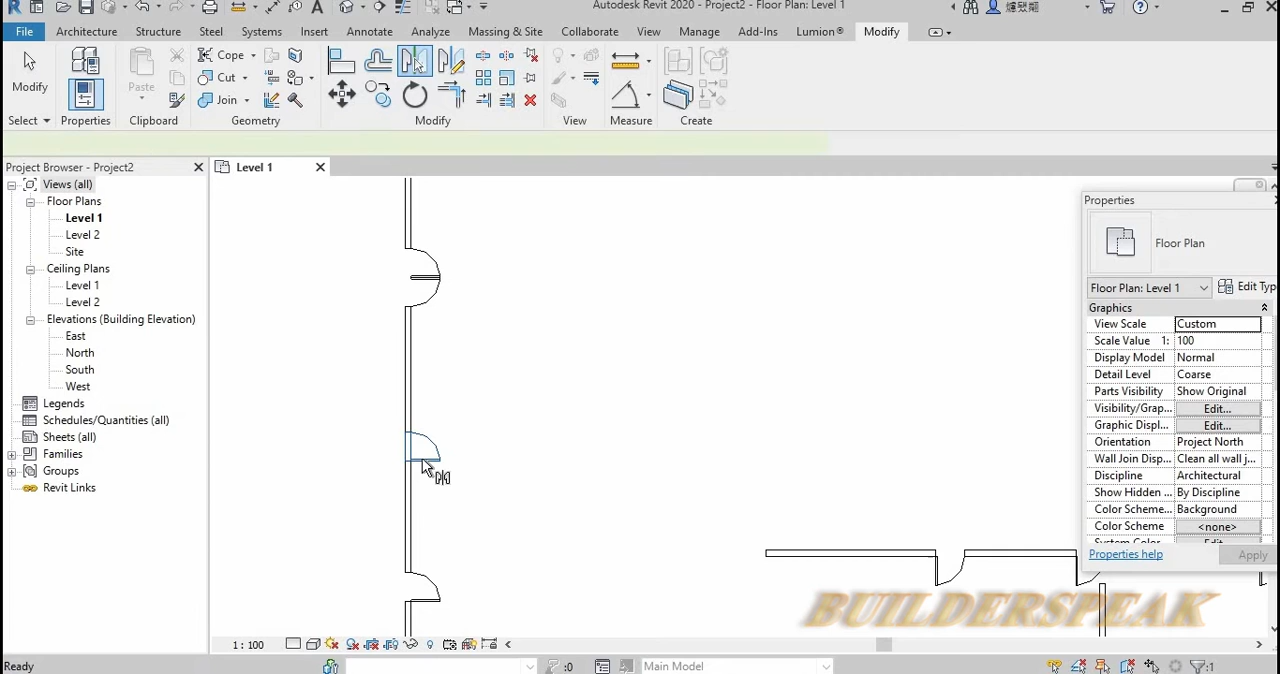 Autodesk Revit 2020 - Project2 - Floor Plan: Level 1
File Architecture Structure Steel Systems Insert Annotate Analyze Massing & Site Collaborate View Manage Add-Ins Lumion® Modify
Modify
Paste
Cope
Cut
Join
Select Properties Clipboard Geometry Modify View Measure Create
Project Browser - Project2
Level 1
Views (all)
Floor Plans
Level 1
Level 2
Site
Ceiling Plans
Level 1
Level 2
Elevations (Building Elevation)
East
North
South
West
Legends
Schedules/Quantities (all)
Sheets (all)
Families
Groups
Revit Links
Properties
Floor Plan
Floor Plan: Level 1 Edit Typ
Graphics
View Scale Custom
Scale Value 1: 100
Display Model Normal
Detail Level Coarse
Parts Visibility Show Original
Visibility/Grap... Edit...
Graphic Displ... Edit...
Orientation Project North
Wall Join Disp... Clean all wall j...
Discipline Architectural
Show Hidden ... By Discipline
Color Scheme... Background
Color Scheme <none>
System Color Edit
Properties help Apply
BUILDERSPEAK
1 : 100
Ready :0 Main Model :1